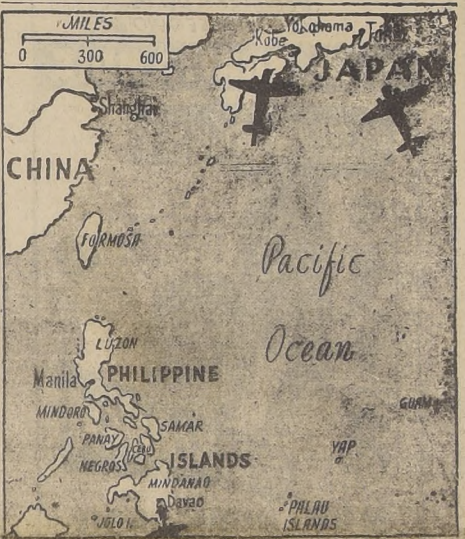 MILES
0 300 600
Yokohama
Kobe
JAPAN
Shanghai
CHINA
FORMOSA
Pacific
Ocean
LUZON
Manila
PHILIPPINE
MINDORO
SAMAR
PANAY
CEBU
NEGROS
ISLANDS
MINDANAO
Davao
JOLO I.
GUAM
YAP
PALAU
ISLANDS